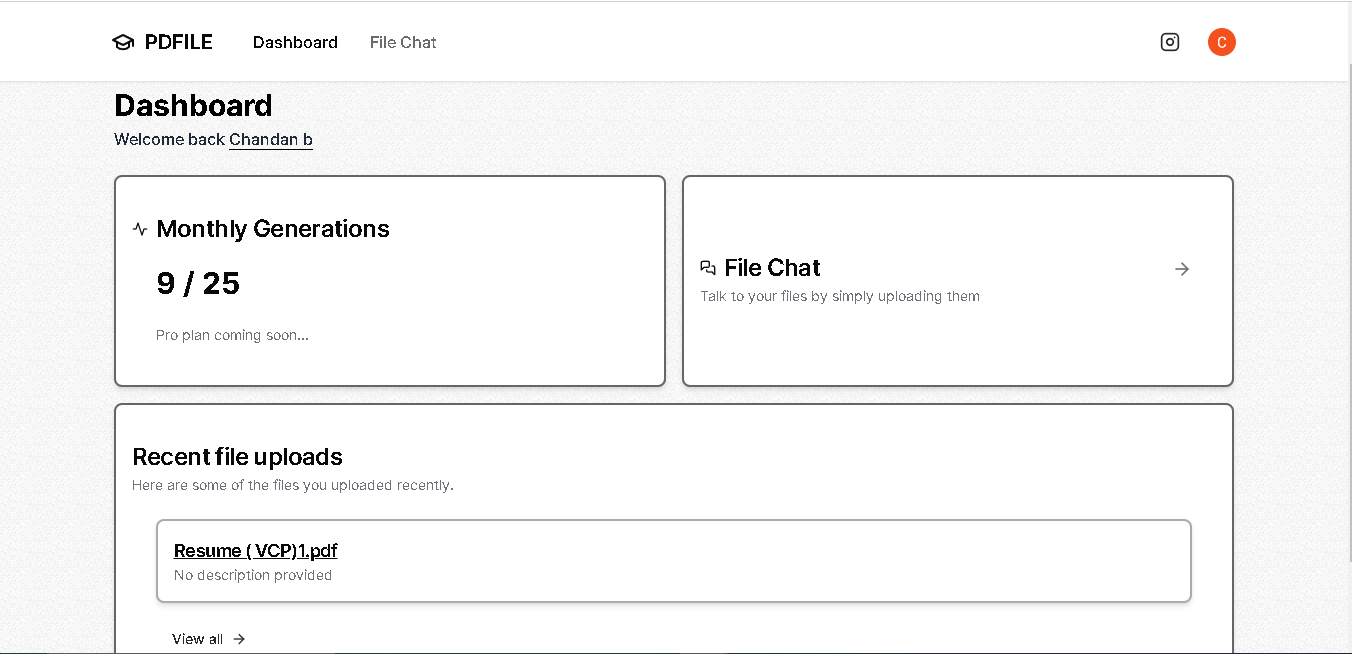 PDFILE Dashboard File Chat C
Dashboard
Welcome back Chandan b
Monthly Generations
9 / 25
Pro plan coming soon...
File Chat
Talk to your files by simply uploading them
Recent file uploads
Here are some of the files you uploaded recently.
Resume ( VCP)1.pdf
No description provided
View all